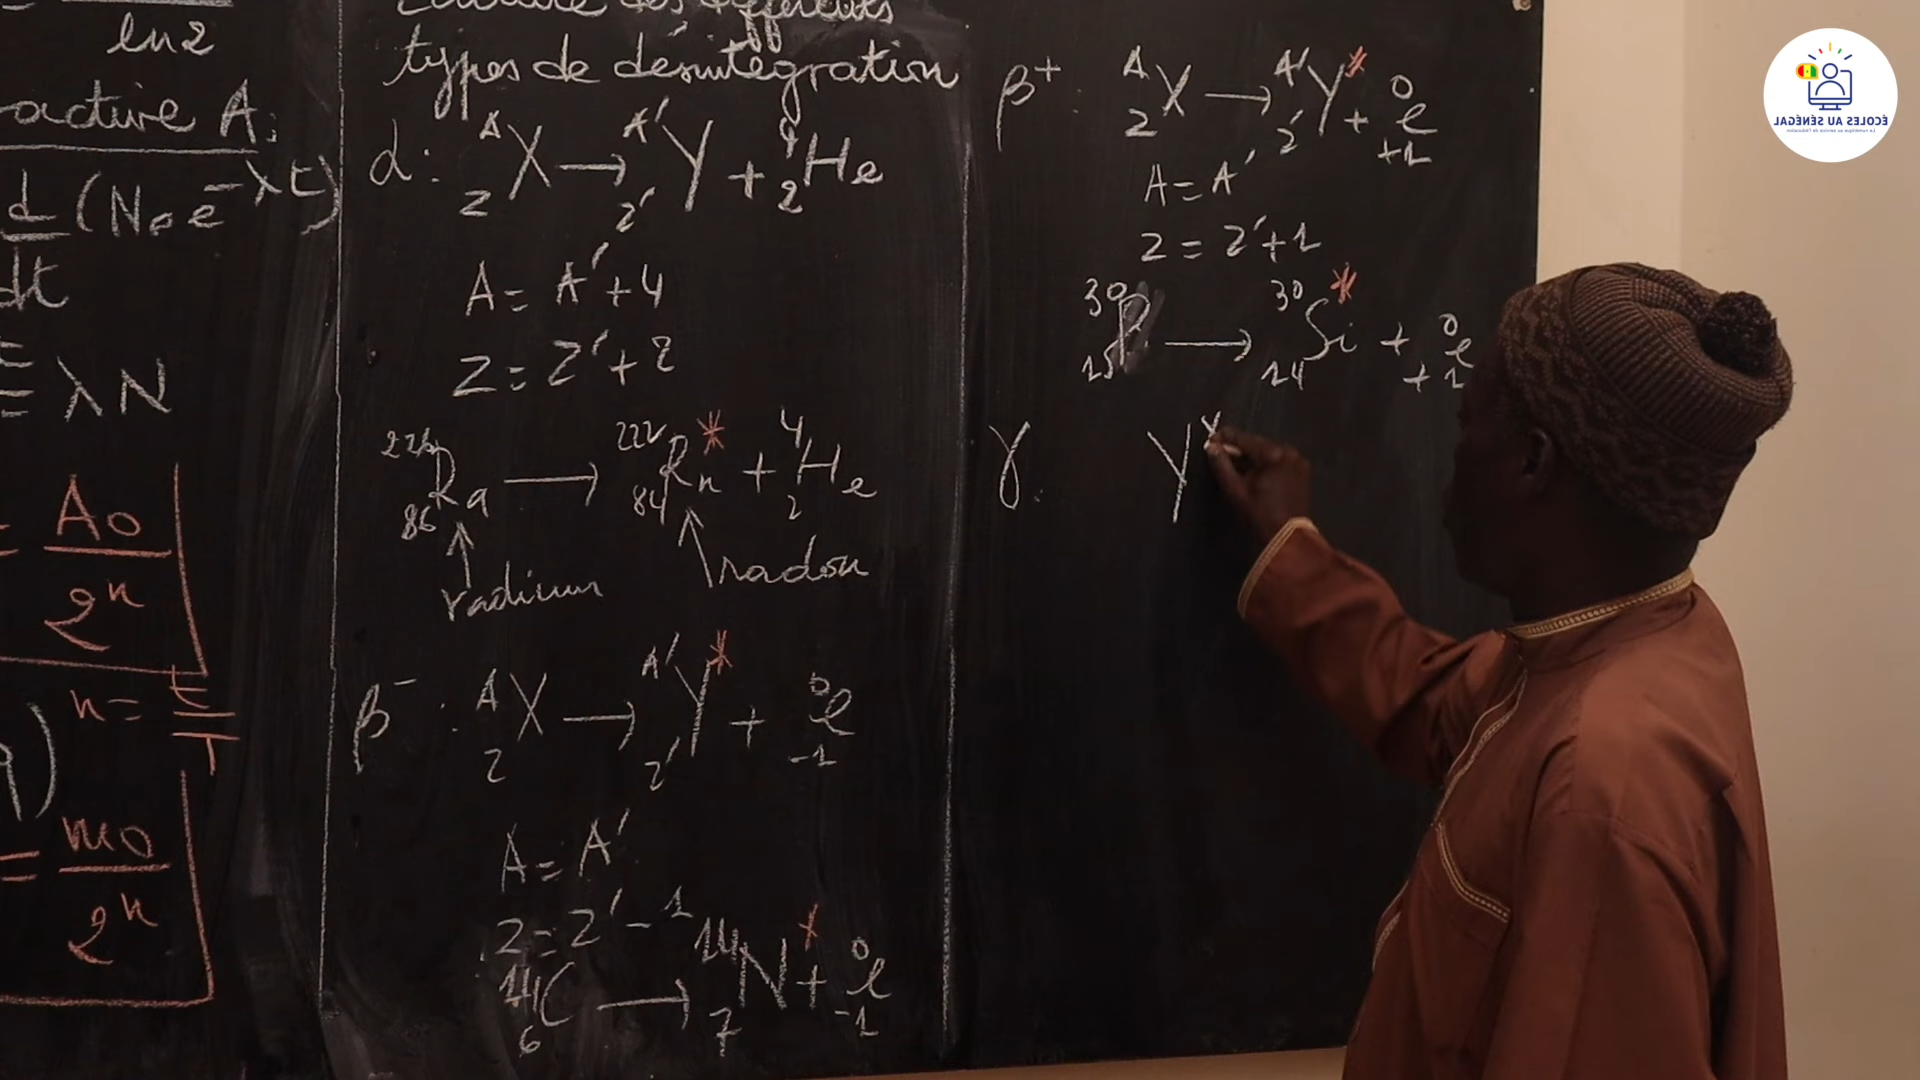 ln2
active A:
d/dt (N₀e^-λt)
= λN
= A₀/2ⁿ
n = t/T
= m₀/2ⁿ
types de désintégration
α : ᴬ_Z X → ᴬ'_Z' Y + ⁴₂He
A = A' + 4
Z = Z' + 2
²²⁶₈₆Ra → ²²²₈₄Rn* + ⁴₂He
radium
radon
β⁻ : ᴬ_Z X → ᴬ'_Z' Y* + ⁰₋₁e
A = A'
Z = Z' - 1
¹⁴₆C → ¹⁴₇N* + ⁰₋₁e
β⁺ : ᴬ_Z X → ᴬ'_Z' Y* + ⁰₊₁e
A = A'
Z = Z' + 1
³⁰₁₅P → ³⁰₁₄Si* + ⁰₊₁e
γ : Y
ÉCOLES AU SÉNÉGAL